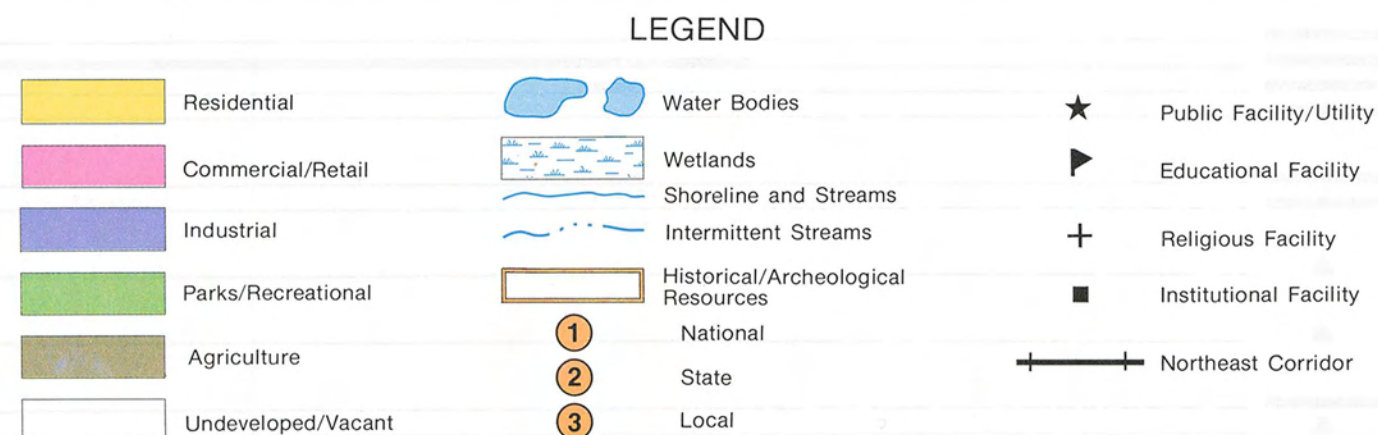 LEGEND
Residential
Commercial/Retail
Industrial
Parks/Recreational
Agriculture
Undeveloped/Vacant
Water Bodies
Wetlands
Shoreline and Streams
Intermittent Streams
Historical/Archeological
Resources
1 National
2 State
3 Local
Public Facility/Utility
Educational Facility
Religious Facility
Institutional Facility
Northeast Corridor